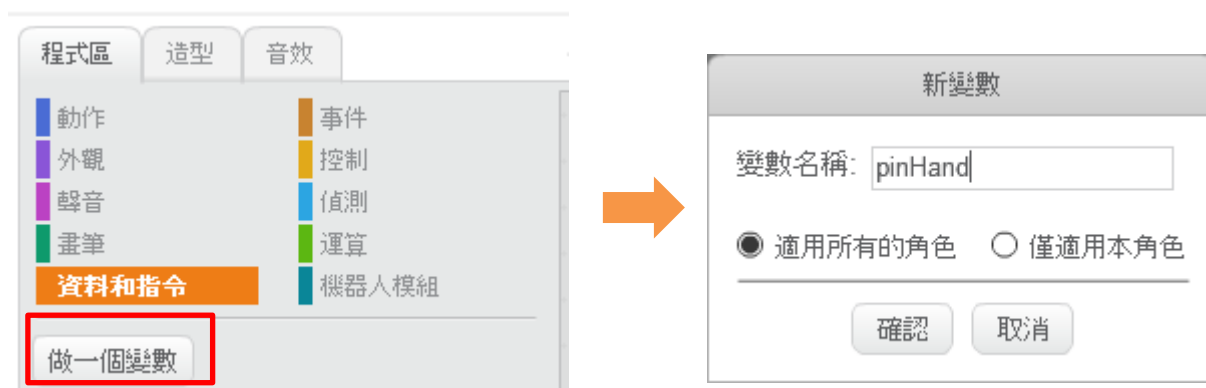 程式區 造型 音效
動作 事件
外觀 控制
聲音 偵測
畫筆 運算
資料和指令 機器人模組
做一個變數
新變數
變數名稱: pinHand
適用所有的角色 僅適用本角色
確認 取消